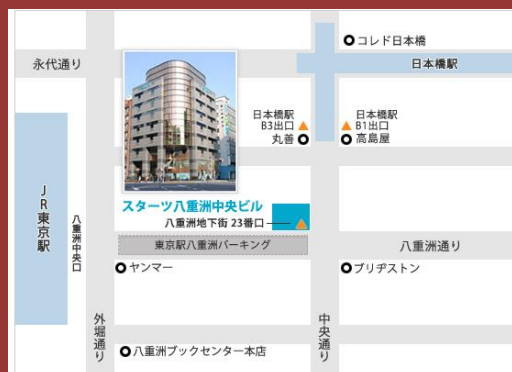 コレド日本橋
永代通り
日本橋駅
日本橋駅
B3出口
丸善
日本橋駅
B1出口
高島屋
JR東京駅
八重洲中央口
スターツ八重洲中央ビル
八重洲地下街 23番口
東京駅八重洲パーキング
八重洲通り
ヤンマー
ブリヂストン
外堀通り
中央通り
八重洲ブックセンター本店